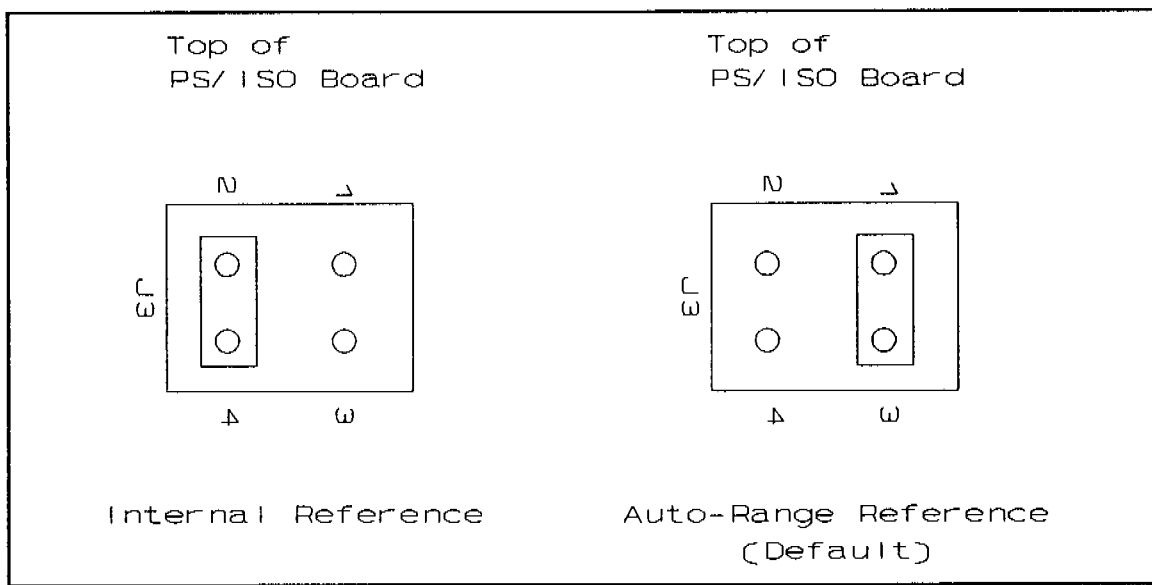 Top of
PS/ISO Board
2 1
J3
4 3
Internal Reference
Top of
PS/ISO Board
2 1
J3
4 3
Auto-Range Reference
(Default)